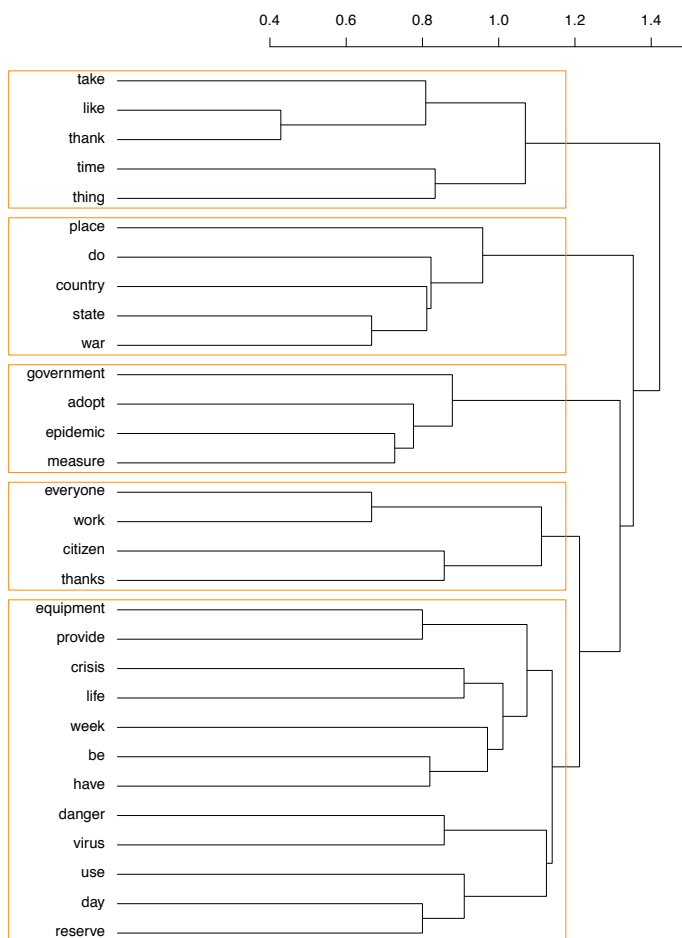 0.4 0.6 0.8 1.0 1.2 1.4
take
like
thank
time
thing
place
do
country
state
war
government
adopt
epidemic
measure
everyone
work
citizen
thanks
equipment
provide
crisis
life
week
be
have
danger
virus
use
day
reserve